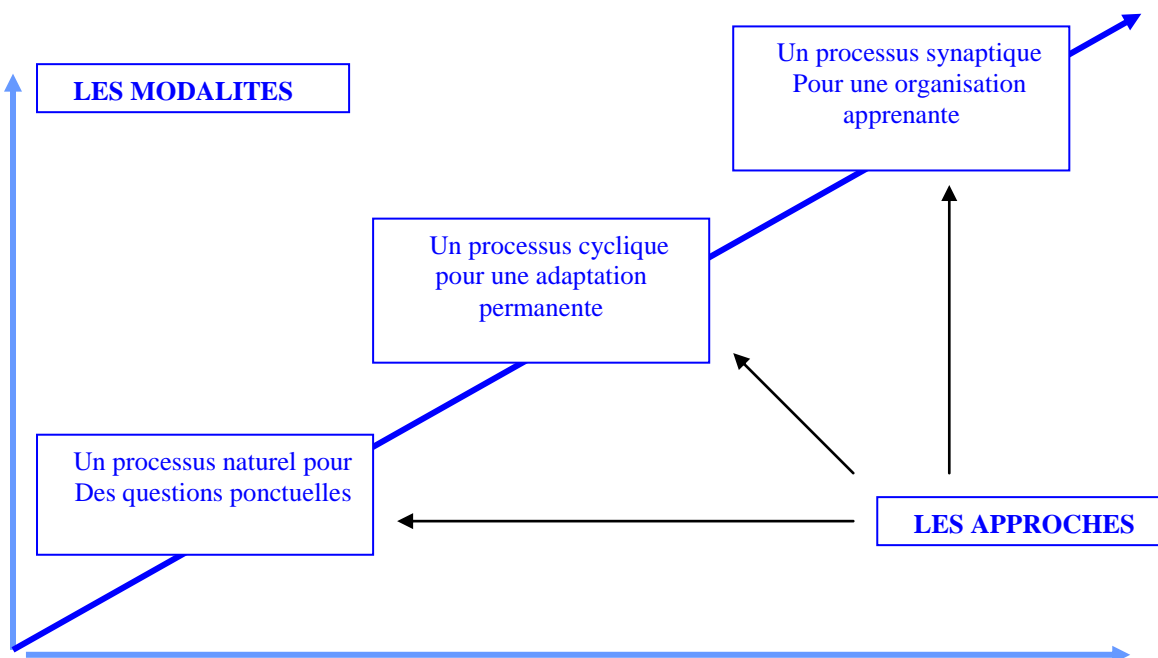 Un processus synaptique
Pour une organisation
apprenante
LES MODALITES
Un processus cyclique
pour une adaptation
permanente
Un processus naturel pour
Des questions ponctuelles
LES APPROCHES